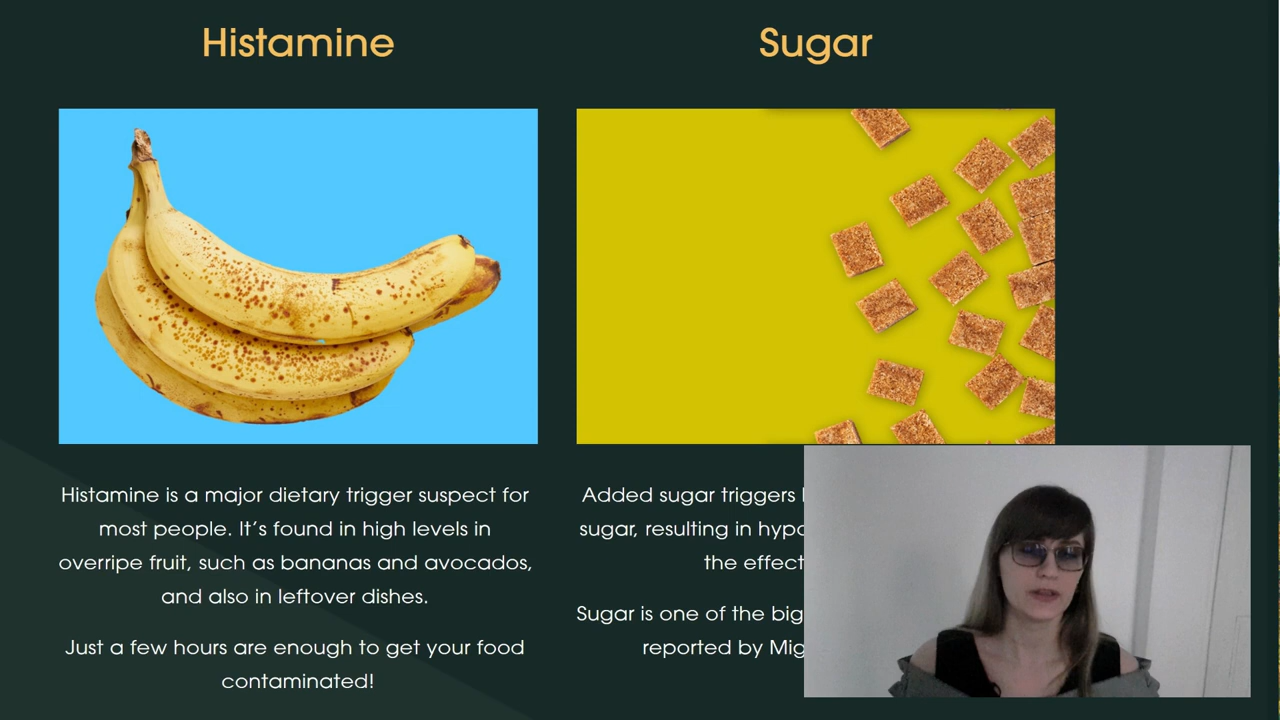 Histamine
Histamine is a major dietary trigger suspect for
most people. It’s found in high levels in
overripe fruit, such as bananas and avocados,
and also in leftover dishes.
Just a few hours are enough to get your food
contaminated!
Sugar
Added sugar triggers
sugar, resulting in
the effect
Sugar is one of the big
reported by